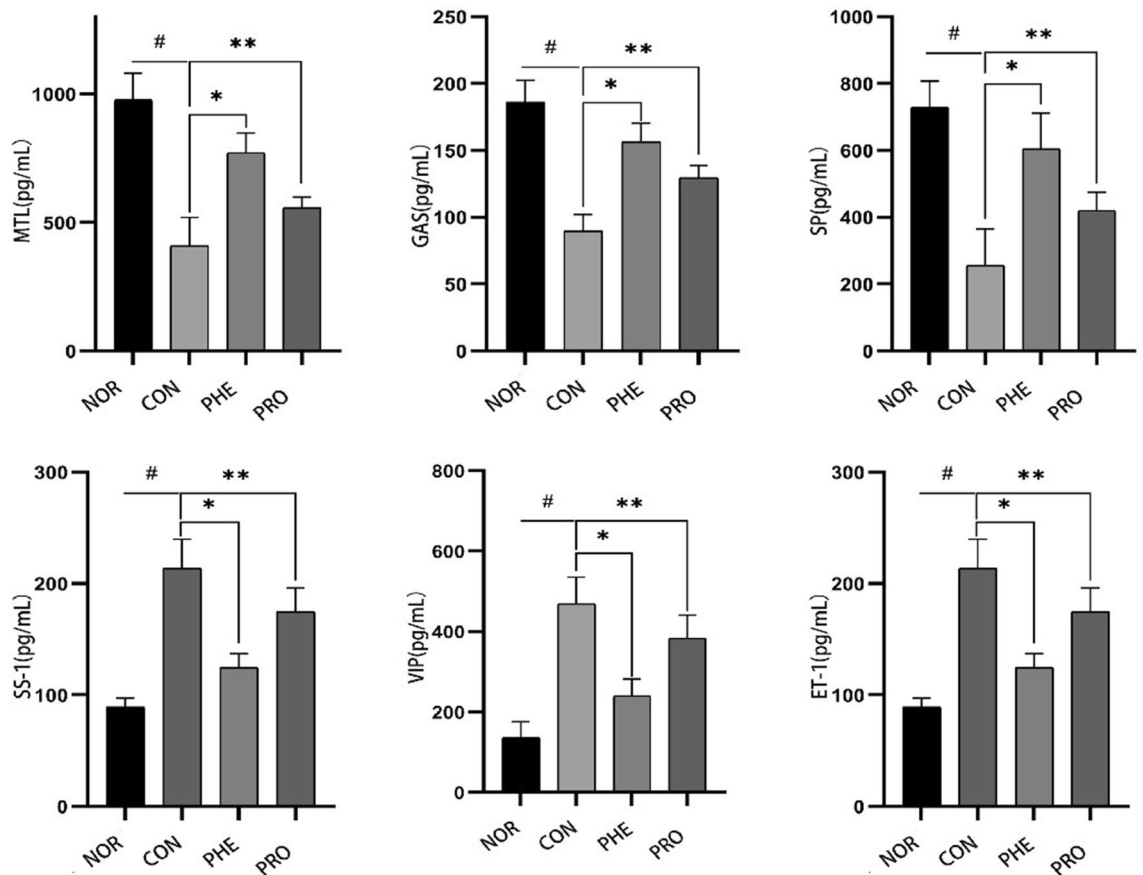 MTL(pg/mL)
1000
500
0
#
**
*
NOR
CON
PHE
PRO
GAS(pg/mL)
250
200
150
100
50
0
#
**
*
NOR
CON
PHE
PRO
SP(pg/mL)
1000
800
600
400
200
0
#
**
*
NOR
CON
PHE
PRO
SS-1(pg/mL)
300
200
100
0
#
**
*
NOR
CON
PHE
PRO
VIP(pg/mL)
800
600
400
200
0
#
**
*
NOR
CON
PHE
PRO
ET-1(pg/mL)
300
200
100
0
#
**
*
NOR
CON
PHE
PRO